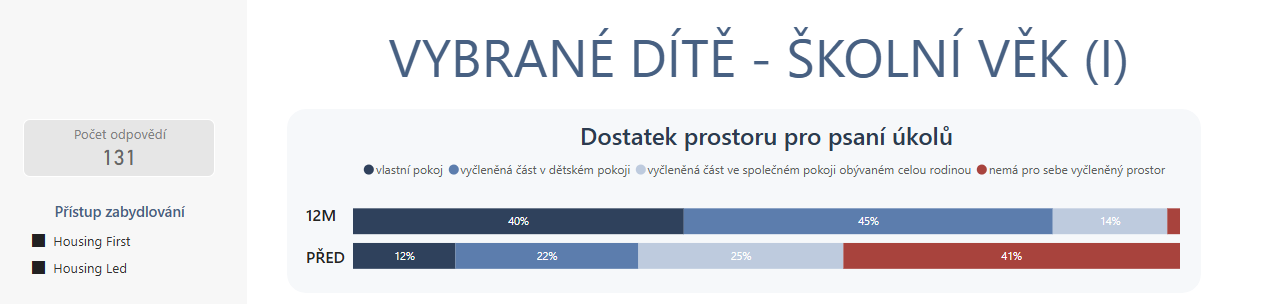 VYBRANÉ DÍTĚ - ŠKOLNÍ VĚK (I)
Počet odpovědí
131
Přístup zabydlování
Housing First
Housing Led
Dostatek prostoru pro psaní úkolů
vlastní pokoj vyčleněná část v dětském pokoji vyčleněná část ve společném pokoji obývaném celou rodinou nemá pro sebe vyčleněný prostor
12M 40% 45% 14%
PŘED 12% 22% 25% 41%